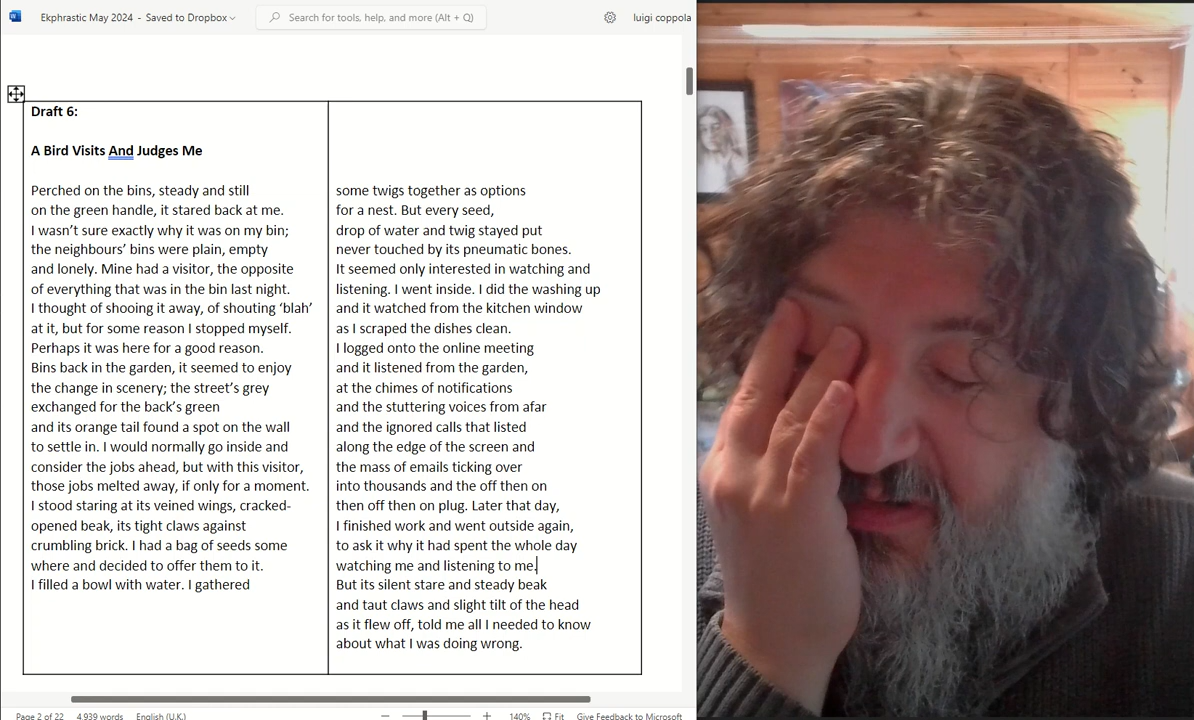 Ekphrastic May 2024 - Saved to Dropbox
Search for tools, help, and more (Alt + Q)
luigi coppola
Draft 6:
A Bird Visits And Judges Me
Perched on the bins, steady and still
on the green handle, it stared back at me.
I wasn't sure exactly why it was on my bin;
the neighbours' bins were plain, empty
and lonely. Mine had a visitor, the opposite
of everything that was in the bin last night.
I thought of shooing it away, of shouting 'blah'
at it, but for some reason I stopped myself.
Perhaps it was here for a good reason.
Bins back in the garden, it seemed to enjoy
the change in scenery; the street's grey
exchanged for the back's green
and its orange tail found a spot on the wall
to settle in. I would normally go inside and
consider the jobs ahead, but with this visitor,
those jobs melted away, if only for a moment.
I stood staring at its veined wings, cracked-
opened beak, its tight claws against
crumbling brick. I had a bag of seeds some
where and decided to offer them to it.
I filled a bowl with water. I gathered
some twigs together as options
for a nest. But every seed,
drop of water and twig stayed put
never touched by its pneumatic bones.
It seemed only interested in watching and
listening. I went inside. I did the washing up
and it watched from the kitchen window
as I scraped the dishes clean.
I logged onto the online meeting
and it listened from the garden,
at the chimes of notifications
and the stuttering voices from afar
and the ignored calls that listed
along the edge of the screen and
the mass of emails ticking over
into thousands and the off then on
then off then on plug. Later that day,
I finished work and went outside again,
to ask it why it had spent the whole day
watching me and listening to me.
But its silent stare and steady beak
and taut claws and slight tilt of the head
as it flew off, told me all I needed to know
about what I was doing wrong.
Page 2 of 22 4,939 words English (U.K.) 140% Fit Give Feedback to Microsoft